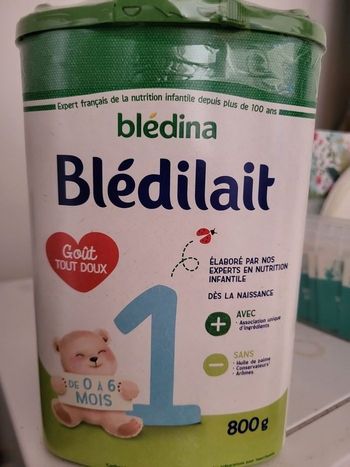 Expert français de la nutrition infantile depuis plus de 100 ans
blédina
Blédilait
Goût
TOUT DOUX
ÉLABORÉ PAR NOS
EXPERTS EN NUTRITION
INFANTILE
DÈS LA NAISSANCE
AVEC
• Association unique
d'ingrédients
SANS
• Huile de palme
• Conservateurs
• Arômes
1
DE 0 À 6
MOIS
800g